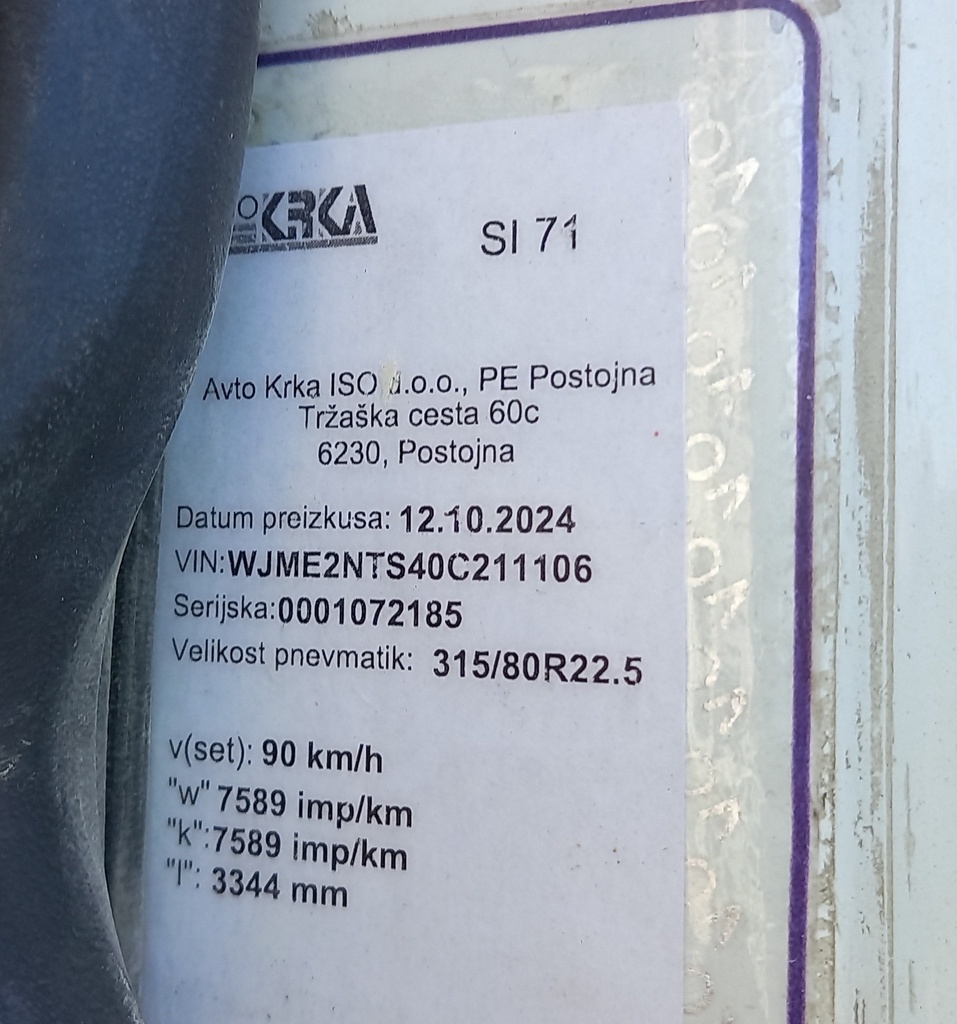 KRKA
SI 71
Avto Krka ISO d.o.o., PE Postojna
Tržaška cesta 60c
6230, Postojna
Datum preizkusa: 12.10.2024
VIN:WJME2NTS40C211106
Serijska:0001072185
Velikost pnevmatik: 315/80R22.5
v(set): 90 km/h
"w" 7589 imp/km
"k":7589 imp/km
"l": 3344 mm